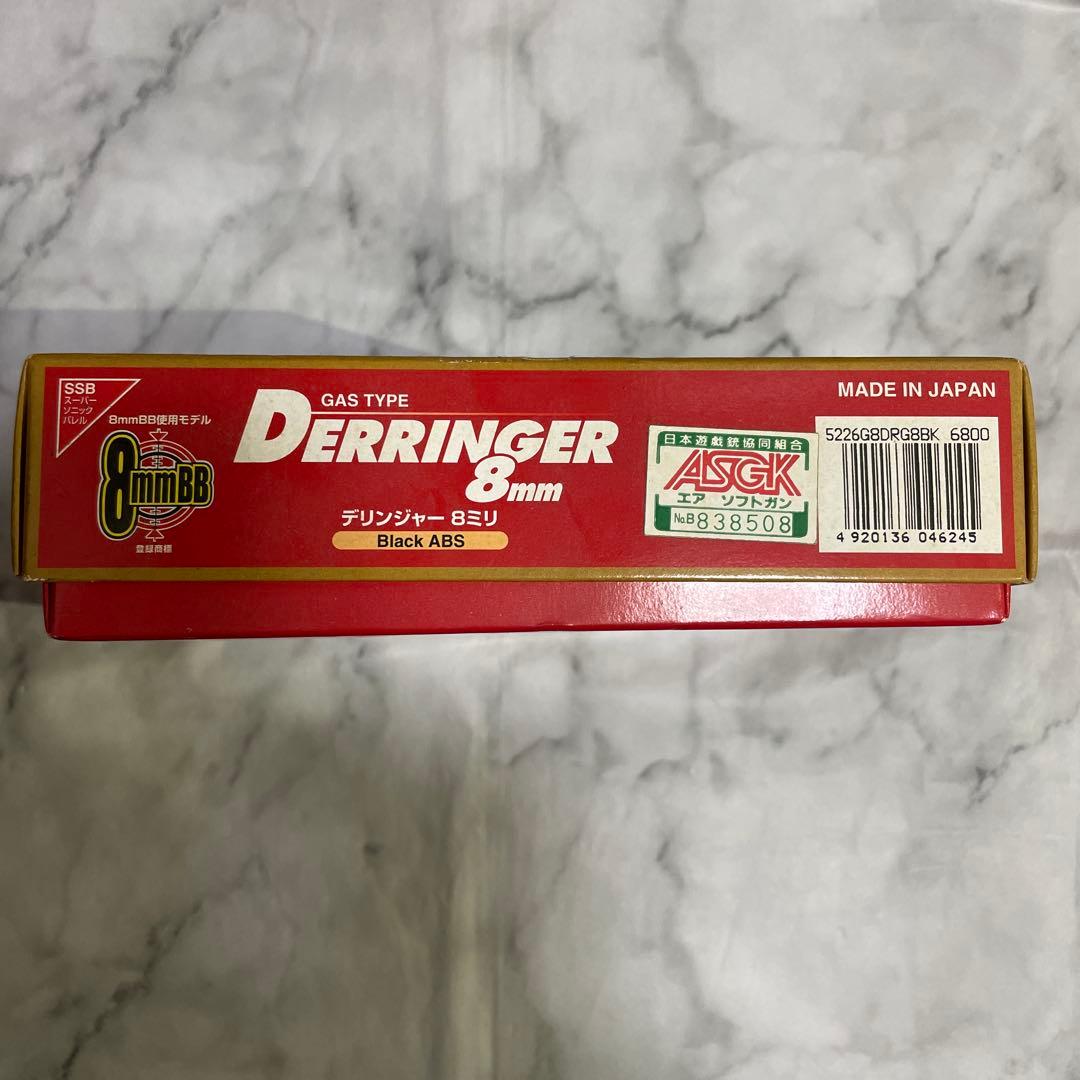 SSB
スーパー
ソニック
バレル
8mmBB使用モデル
8mmBB
登録商標
GAS TYPE
DERRINGER
8mm
デリンジャー 8ミリ
Black ABS
日本遊戯銃協同組合
ASGK
エアソフトガン
No.B 838508
MADE IN JAPAN
5226G8DRG8BK 6800
4 920136 046245